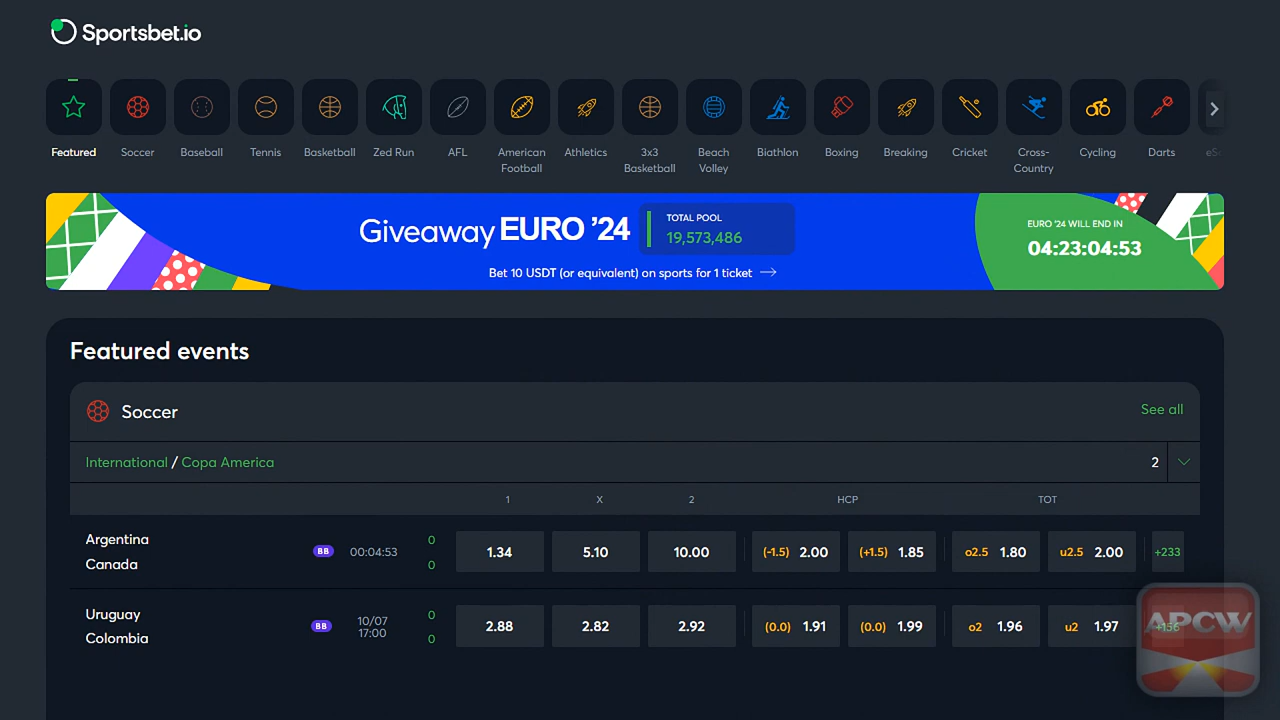 Sportsbet.io
Featured
Soccer
Baseball
Tennis
Basketball
Zed Run
AFL
American
Football
Athletics
3x3
Basketball
Beach
Volley
Biathlon
Boxing
Breaking
Cricket
Cross-
Country
Cycling
Darts
Giveaway EURO '24
TOTAL POOL
19,573,486
Bet 10 USDT (or equivalent) on sports for 1 ticket
EURO '24 WILL END IN
04:23:04:53
Featured events
Soccer
See all
International / Copa America
2
1 X 2 HCP TOT
Argentina
Canada
BB 00:04:53
0
0
1.34 5.10 10.00 (-1.5) 2.00 (+1.5) 1.85 o2.5 1.80 u2.5 2.00 +233
Uruguay
Colombia
BB 10/07
17:00
0
0
2.88 2.82 2.92 (0.0) 1.91 (0.0) 1.99 o2 1.96 u2 1.97
APCW